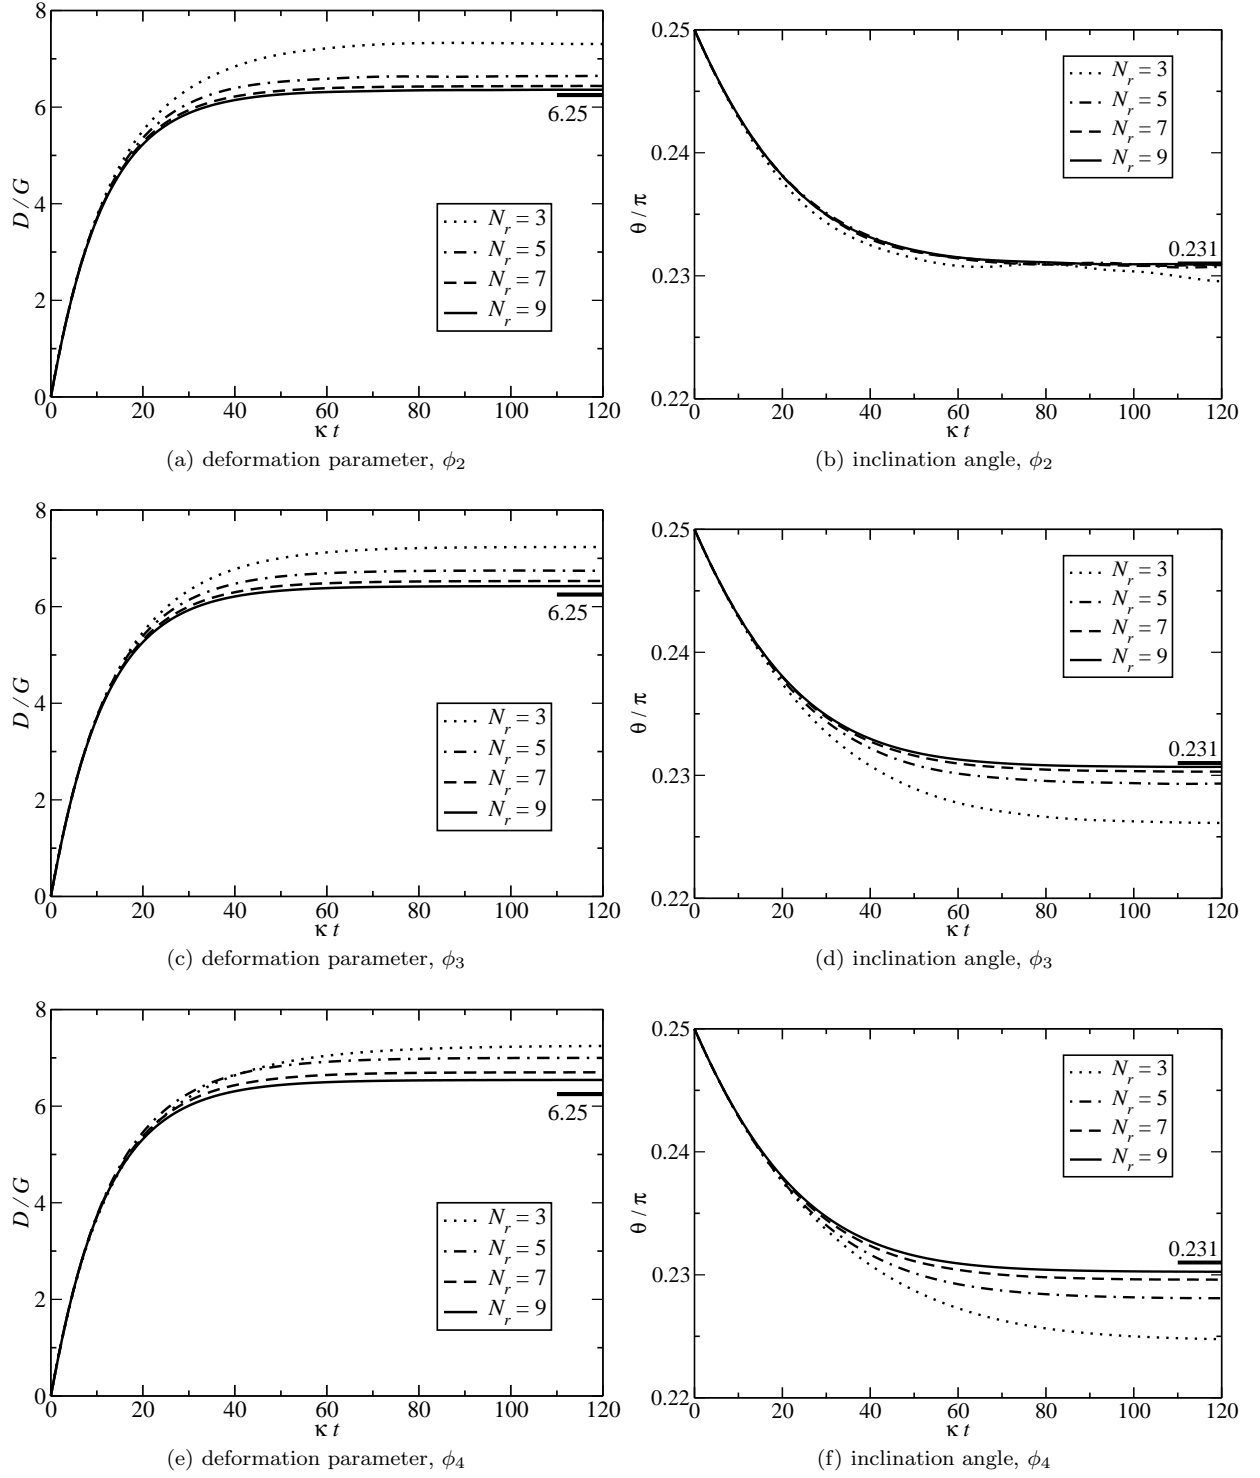 8
6
4
2
0
D / G
6.25
N_r = 3
N_r = 5
N_r = 7
N_r = 9
0 20 40 60 80 100 120
κ t
(a) deformation parameter, ϕ2
0.25
0.24
0.23
0.22
θ / π
N_r = 3
N_r = 5
N_r = 7
N_r = 9
0.231
0 20 40 60 80 100 120
κ t
(b) inclination angle, ϕ2
8
6
4
2
0
D / G
6.25
N_r = 3
N_r = 5
N_r = 7
N_r = 9
0 20 40 60 80 100 120
κ t
(c) deformation parameter, ϕ3
0.25
0.24
0.23
0.22
θ / π
N_r = 3
N_r = 5
N_r = 7
N_r = 9
0.231
0 20 40 60 80 100 120
κ t
(d) inclination angle, ϕ3
8
6
4
2
0
D / G
6.25
N_r = 3
N_r = 5
N_r = 7
N_r = 9
0 20 40 60 80 100 120
κ t
(e) deformation parameter, ϕ4
0.25
0.24
0.23
0.22
θ / π
N_r = 3
N_r = 5
N_r = 7
N_r = 9
0.231
0 20 40 60 80 100 120
κ t
(f) inclination angle, ϕ4